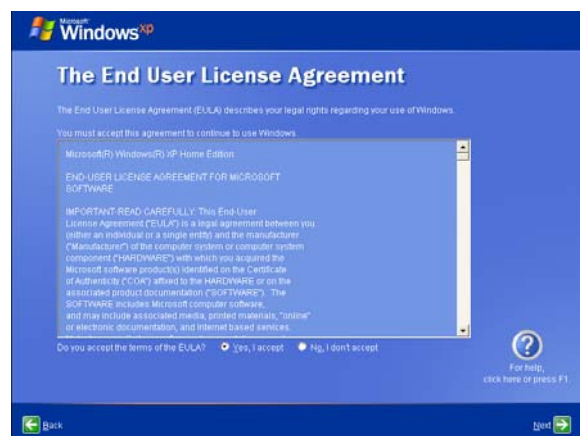 Microsoft
Windows xp
The End User License Agreement
The End User License Agreement (EULA) describes your legal rights regarding your use of Windows.
You must accept this agreement to continue to use Windows.
Microsoft(R) Windows(R) XP Home Edition
END-USER LICENSE AGREEMENT FOR MICROSOFT
SOFTWARE
IMPORTANT-READ CAREFULLY: This End-User
License Agreement ("EULA") is a legal agreement between you
(either an individual or a single entity) and the manufacturer
("Manufacturer") of the computer system or computer system
component ("HARDWARE") with which you acquired the
Microsoft software product(s) identified on the Certificate
of Authenticity ("COA") affixed to the HARDWARE or on the
associated product documentation ("SOFTWARE"). The
SOFTWARE includes Microsoft computer software,
and may include associated media, printed materials, "online"
or electronic documentation, and Internet based services.
Do you accept the terms of the EULA? Yes, I accept No, I don't accept
For help,
click here or press F1.
Back Next